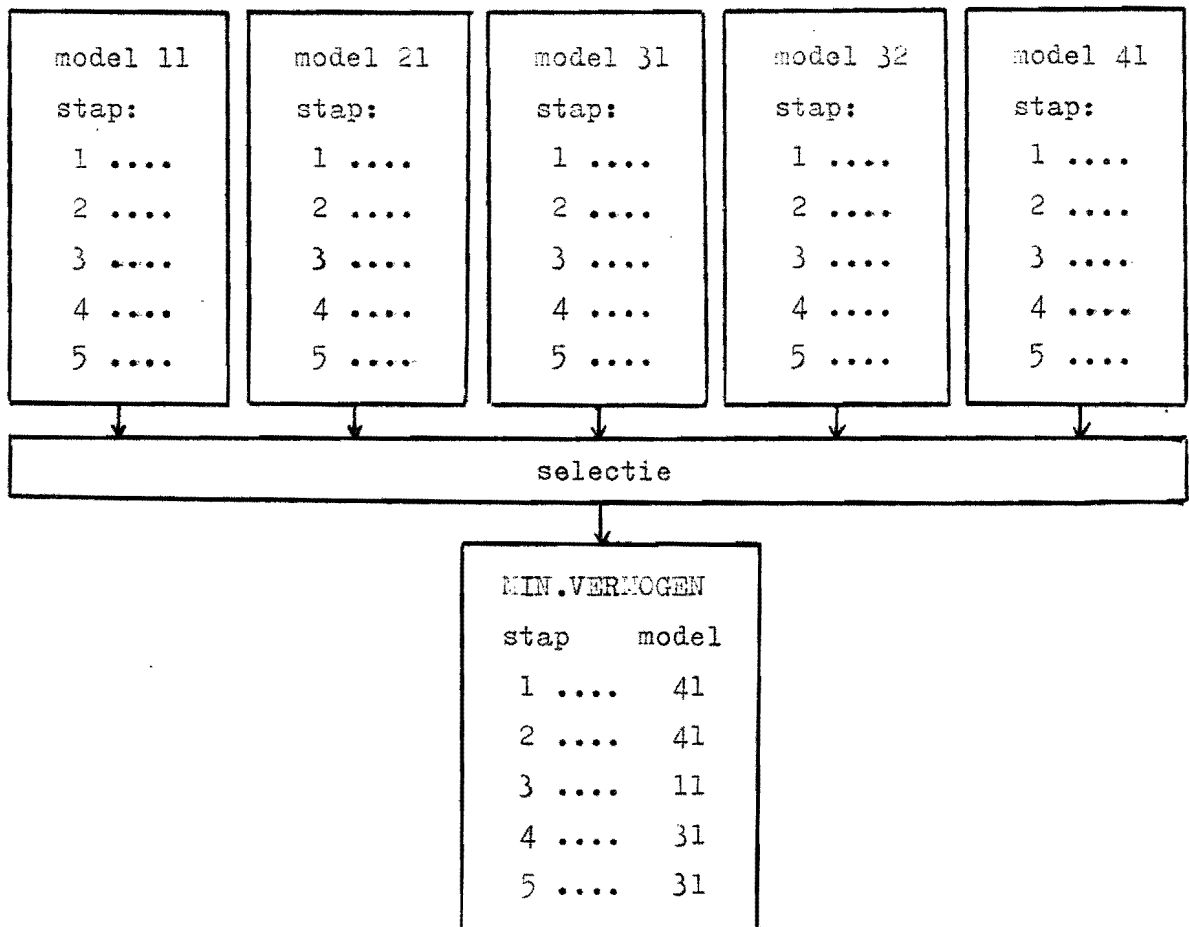 model 11
stap:
1 ....
2 ....
3 ....
4 ....
5 ....
model 21
stap:
1 ....
2 ....
3 ....
4 ....
5 ....
model 31
stap:
1 ....
2 ....
3 ....
4 ....
5 ....
model 32
stap:
1 ....
2 ....
3 ....
4 ....
5 ....
model 41
stap:
1 ....
2 ....
3 ....
4 ....
5 ....
selectie
MIN.VERMOGEN
stap model
1 .... 41
2 .... 41
3 .... 11
4 .... 31
5 .... 31